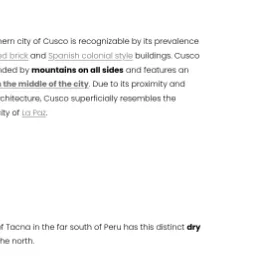 ern city of Cusco is recognizable by its prevalence
d brick and Spanish colonial style buildings. Cusco
ded by mountains on all sides and features an
the middle of the city. Due to its proximity and
chitecture, Cusco superficially resembles the
ity of La Paz.
f Tacna in the far south of Peru has this distinct dry
he north.